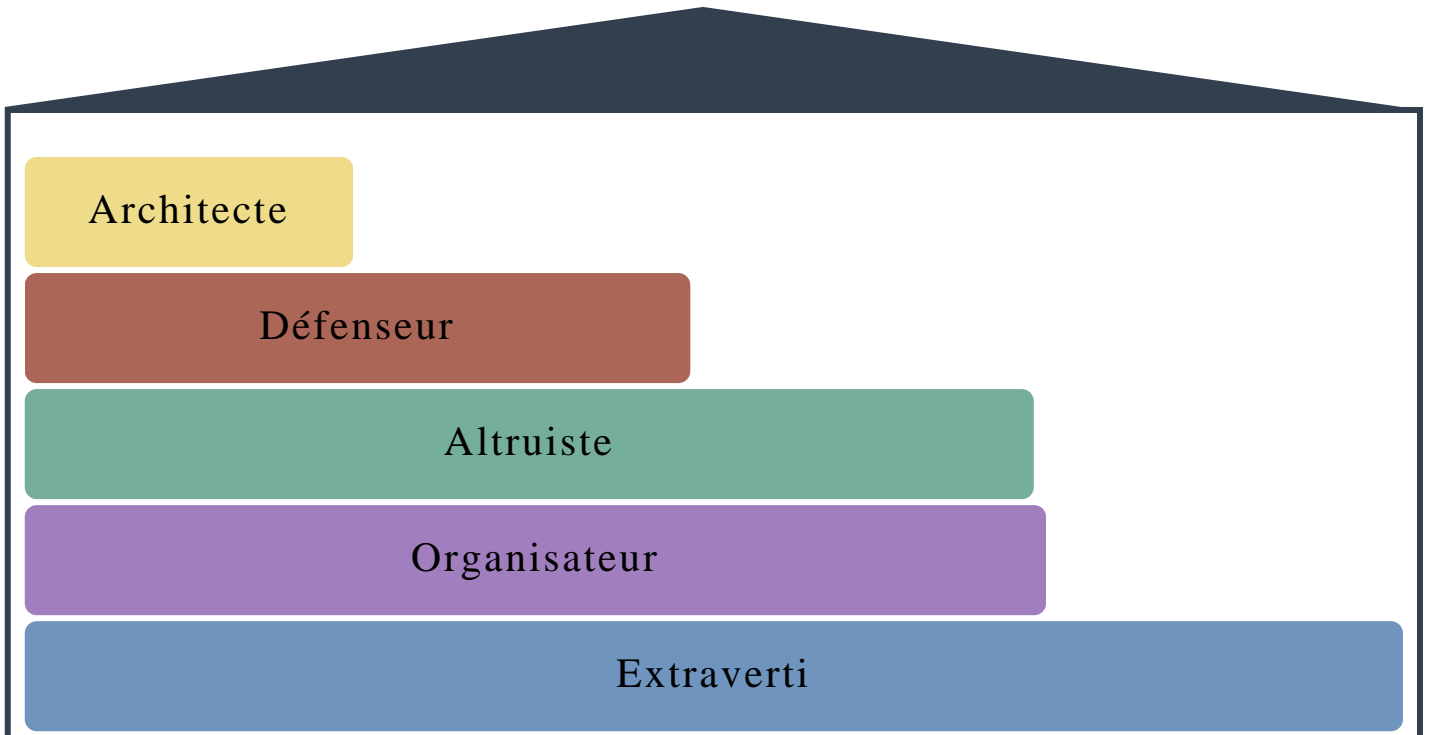 Architecte
Défenseur
Altruiste
Organisateur
Extraverti